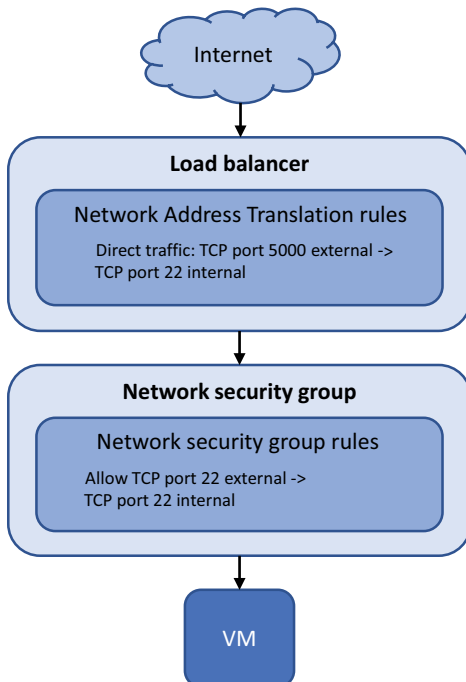 Internet
Load balancer
Network Address Translation rules
Direct traffic: TCP port 5000 external ->
TCP port 22 internal
Network security group
Network security group rules
Allow TCP port 22 external ->
TCP port 22 internal
VM